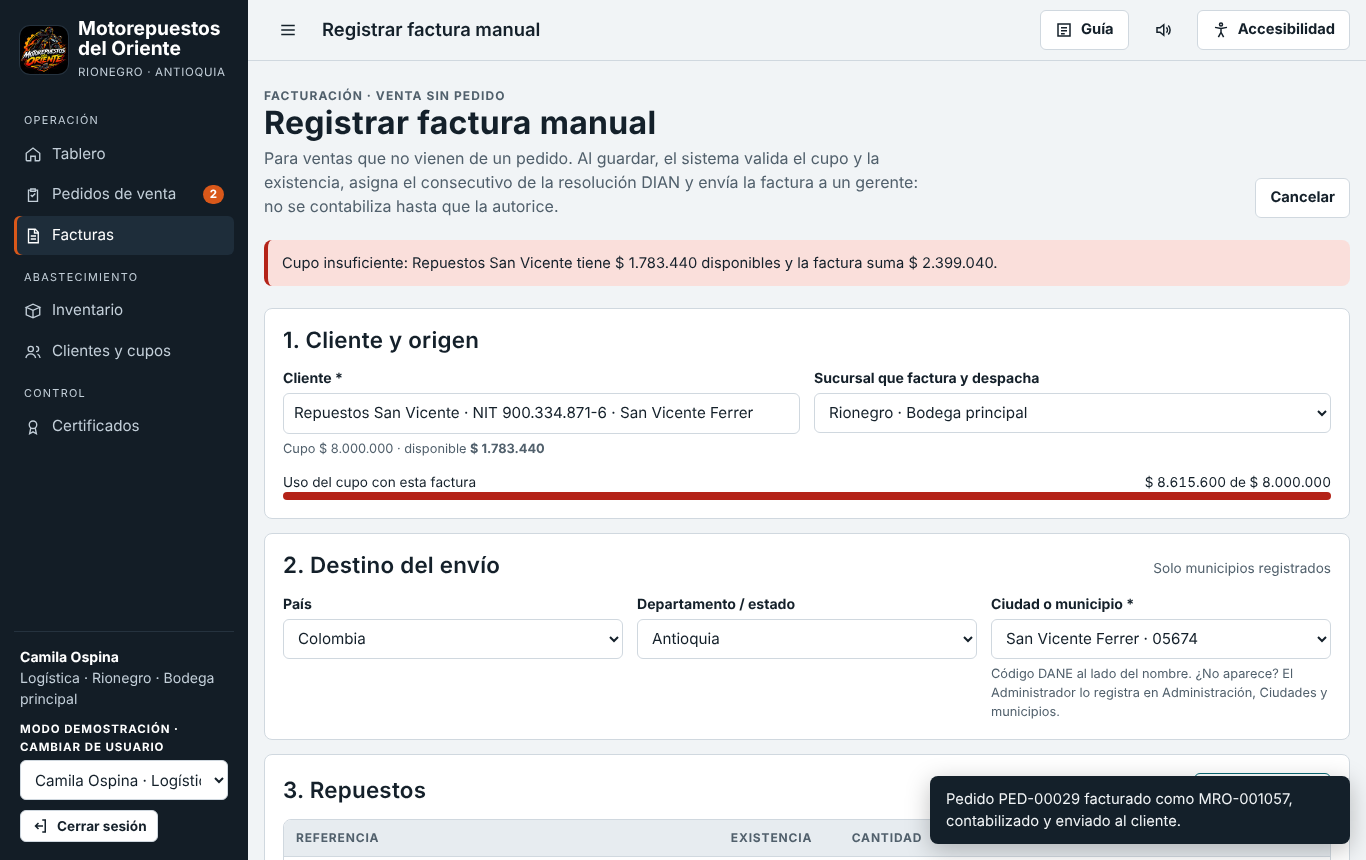 Motorepuestos
del Oriente
RIONEGRO · ANTIOQUIA
OPERACIÓN
Tablero
Pedidos de venta
2
Facturas
ABASTECIMIENTO
Inventario
Clientes y cupos
CONTROL
Certificados
Camila Ospina
Logística · Rionegro · Bodega
principal
MODO DEMOSTRACIÓN ·
CAMBIAR DE USUARIO
Camila Ospina · Logístic
Cerrar sesión
Registrar factura manual
Guía
Accesibilidad
FACTURACIÓN · VENTA SIN PEDIDO
Registrar factura manual
Para ventas que no vienen de un pedido. Al guardar, el sistema valida el cupo y la
existencia, asigna el consecutivo de la resolución DIAN y envía la factura a un gerente:
no se contabiliza hasta que la autorice.
Cancelar
Cupo insuficiente: Repuestos San Vicente tiene $ 1.783.440 disponibles y la factura suma $ 2.399.040.
1. Cliente y origen
Cliente *
Repuestos San Vicente · NIT 900.334.871-6 · San Vicente Ferrer
Cupo $ 8.000.000 · disponible $ 1.783.440
Sucursal que factura y despacha
Rionegro · Bodega principal
Uso del cupo con esta factura
$ 8.615.600 de $ 8.000.000
2. Destino del envío
Solo municipios registrados
País
Colombia
Departamento / estado
Antioquia
Ciudad o municipio *
San Vicente Ferrer · 05674
Código DANE al lado del nombre. ¿No aparece? El
Administrador lo registra en Administración, Ciudades y
municipios.
3. Repuestos
REFERENCIA
EXISTENCIA
CANTIDAD
Pedido PED-00029 facturado como MRO-001057,
contabilizado y enviado al cliente.